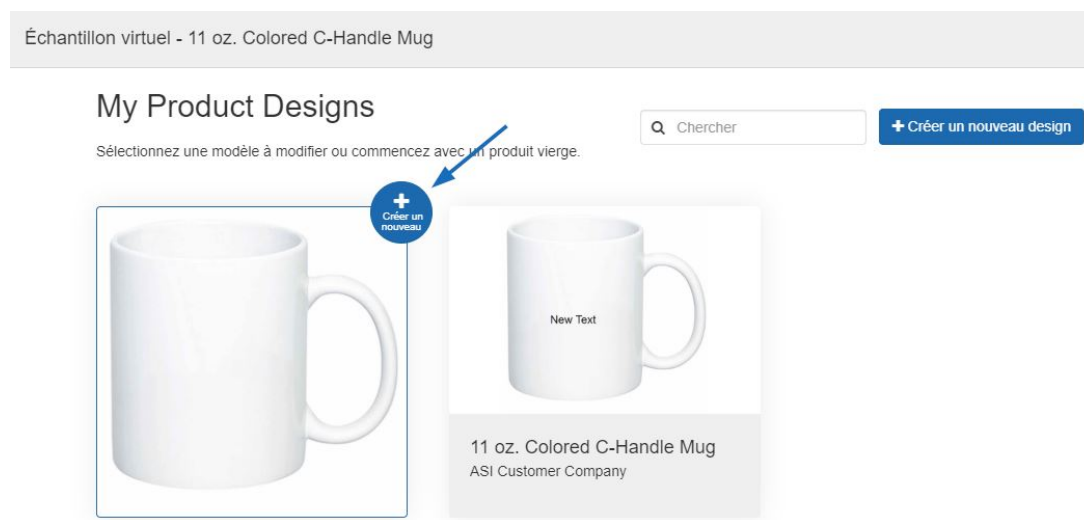 Échantillon virtuel - 11 oz. Colored C-Handle Mug
My Product Designs
Chercher
Créer un nouveau design
Sélectionnez une modèle à modifier ou commencez avec un produit vierge.
Créer un
nouveau
New Text
11 oz. Colored C-Handle Mug
ASI Customer Company